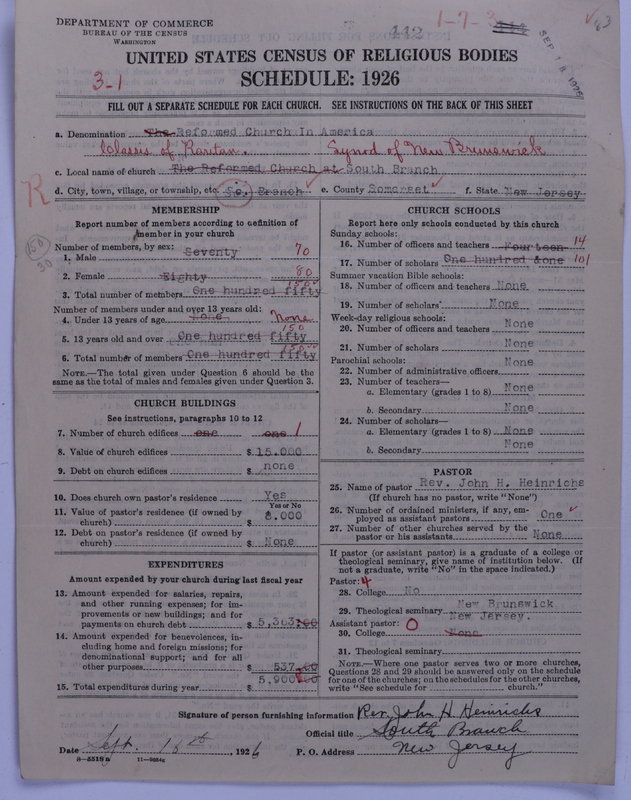 DEPARTMENT OF COMMERCE
BUREAU OF THE CENSUS
WASHINGTON
112
1-7-3
SEP 18 1926
UNITED STATES CENSUS OF RELIGIOUS BODIES
SCHEDULE: 1926
3-1
FILL OUT A SEPARATE SCHEDULE FOR EACH CHURCH. SEE INSTRUCTIONS ON THE BACK OF THIS SHEET
a. Denomination The Reformed Church In America
Classis of Raritan. Synod of New Brunswick
c. Local name of church The Reformed Church at South Branch
R
d. City, town, village, or township, etc. So. Branch e. County Somerset f. State New Jersey
MEMBERSHIP
Report number of members according to definition of member in your church
150
30
Number of members, by sex:
1. Male Seventy 70
2. Female Eighty 80
3. Total number of members One hundred fifty 150
Number of members under and over 13 years old:
4. Under 13 years of age None None
5. 13 years old and over One hundred fifty 150
6. Total number of members One hundred fifty 150
NOTE.—The total given under Question 6 should be the
same as the total of males and females given under Question 3.
CHURCH BUILDINGS
See instructions, paragraphs 10 to 12
7. Number of church edifices one one 1
8. Value of church edifices $ 15.000
9. Debt on church edifices $ none
10. Does church own pastor's residence Yes
Yes or No
11. Value of pastor's residence (if owned by
church) $ 8.000
12. Debt on pastor's residence (if owned by
church) $ None
EXPENDITURES
Amount expended by your church during last fiscal year
13. Amount expended for salaries, repairs,
and other running expenses; for im-
provements or new buildings; and for
payments on church debt $ 5,363.00
14. Amount expended for benevolences, in-
cluding home and foreign missions; for
denominational support; and for all
other purposes $ 537.00
15. Total expenditures during year $ 5,900.00
CHURCH SCHOOLS
Report here only schools conducted by this church
Sunday schools:
16. Number of officers and teachers Fourteen 14
17. Number of scholars One hundred &one 101
Summer vacation Bible schools:
18. Number of officers and teachers None
19. Number of scholars None
Week-day religious schools:
20. Number of officers and teachers None
21. Number of scholars None
Parochial schools:
22. Number of administrative officers None
23. Number of teachers—
a. Elementary (grades 1 to 8) None
b. Secondary None
24. Number of scholars—
a. Elementary (grades 1 to 8) None
b. Secondary None
PASTOR
25. Name of pastor Rev. John H. Heinrichs
(If church has no pastor, write "None")
26. Number of ordained ministers, if any, em-
ployed as assistant pastors One
27. Number of other churches served by the
pastor or his assistants None
If pastor (or assistant pastor) is a graduate of a college or
theological seminary, give name of institution below. (If
not a graduate, write "No" in the space indicated.)
Pastor: 4
28. College No
29. Theological seminary New Brunswick
New Jersey.
Assistant pastor: 0
30. College None
31. Theological seminary
NOTE.—Where one pastor serves two or more churches,
Questions 28 and 29 should be answered only on the schedule
for one of the churches; on the schedules for the other churches,
write "See schedule for church."
Signature of person furnishing information Rev. John H. Heinrichs
Official title South Branch
Date Sept. 15th, 1926 P. O. Address New Jersey
8-5518a 11-9684